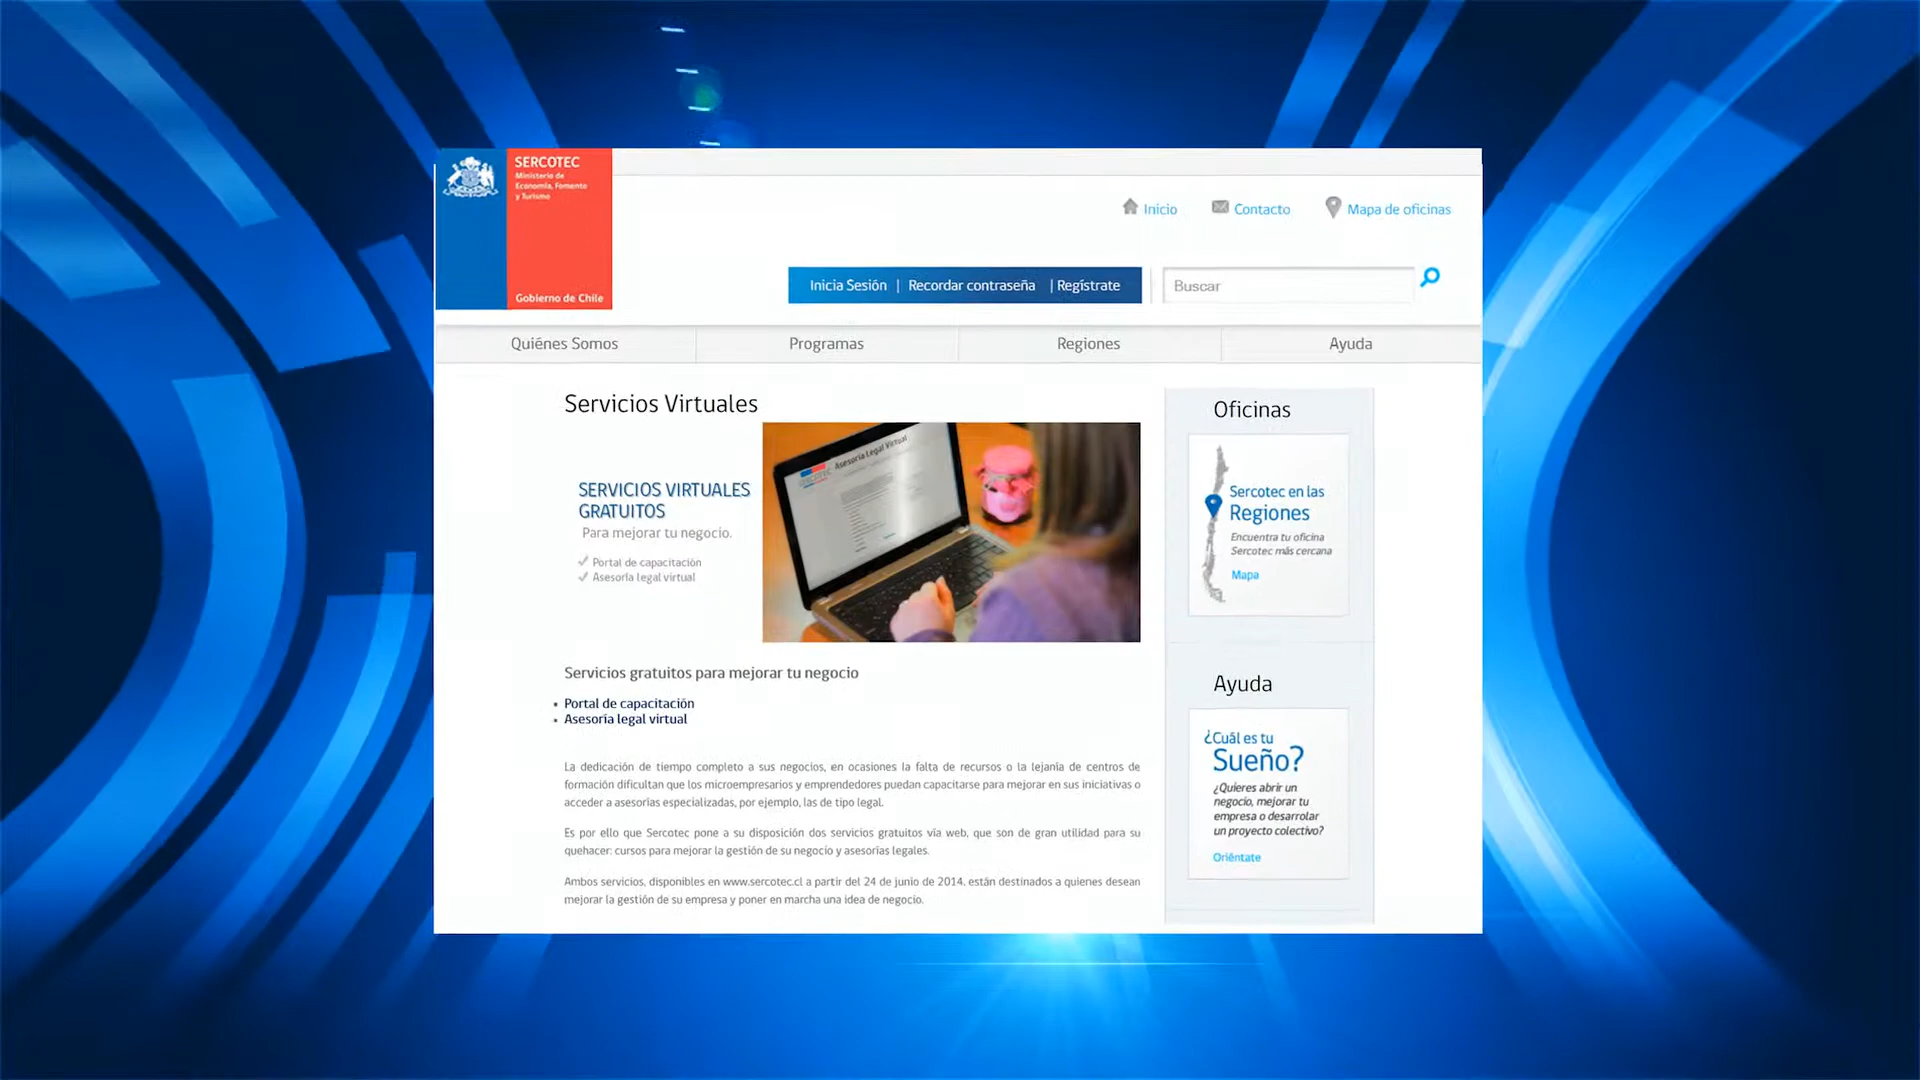 SERCOTEC
Ministerio de
Economía, Fomento
y Turismo
Gobierno de Chile
Inicio
Contacto
Mapa de oficinas
Inicia Sesión | Recordar contraseña | Regístrate
Buscar
Quiénes Somos
Programas
Regiones
Ayuda
Servicios Virtuales
SERVICIOS VIRTUALES
GRATUITOS
Para mejorar tu negocio.
Portal de capacitación
Asesoría legal virtual
SERCOTEC
Asesoría Legal Virtual
Servicios gratuitos para mejorar tu negocio
Portal de capacitación
Asesoría legal virtual
La dedicación de tiempo completo a sus negocios, en ocasiones la falta de recursos o la lejanía de centros de
formación dificultan que los microempresarios y emprendedores puedan capacitarse para mejorar en sus iniciativas o
acceder a asesorías especializadas, por ejemplo, las de tipo legal.
Es por ello que Sercotec pone a su disposición dos servicios gratuitos vía web, que son de gran utilidad para su
quehacer: cursos para mejorar la gestión de su negocio y asesorías legales.
Ambos servicios, disponibles en www.sercotec.cl a partir del 24 de junio de 2014, están destinados a quienes desean
mejorar la gestión de su empresa y poner en marcha una idea de negocio.
Oficinas
Sercotec en las
Regiones
Encuentra tu oficina
Sercotec más cercana
Mapa
Ayuda
¿Cuál es tu
Sueño?
¿Quieres abrir un
negocio, mejorar tu
empresa o desarrolar
un proyecto colectivo?
Oriéntate